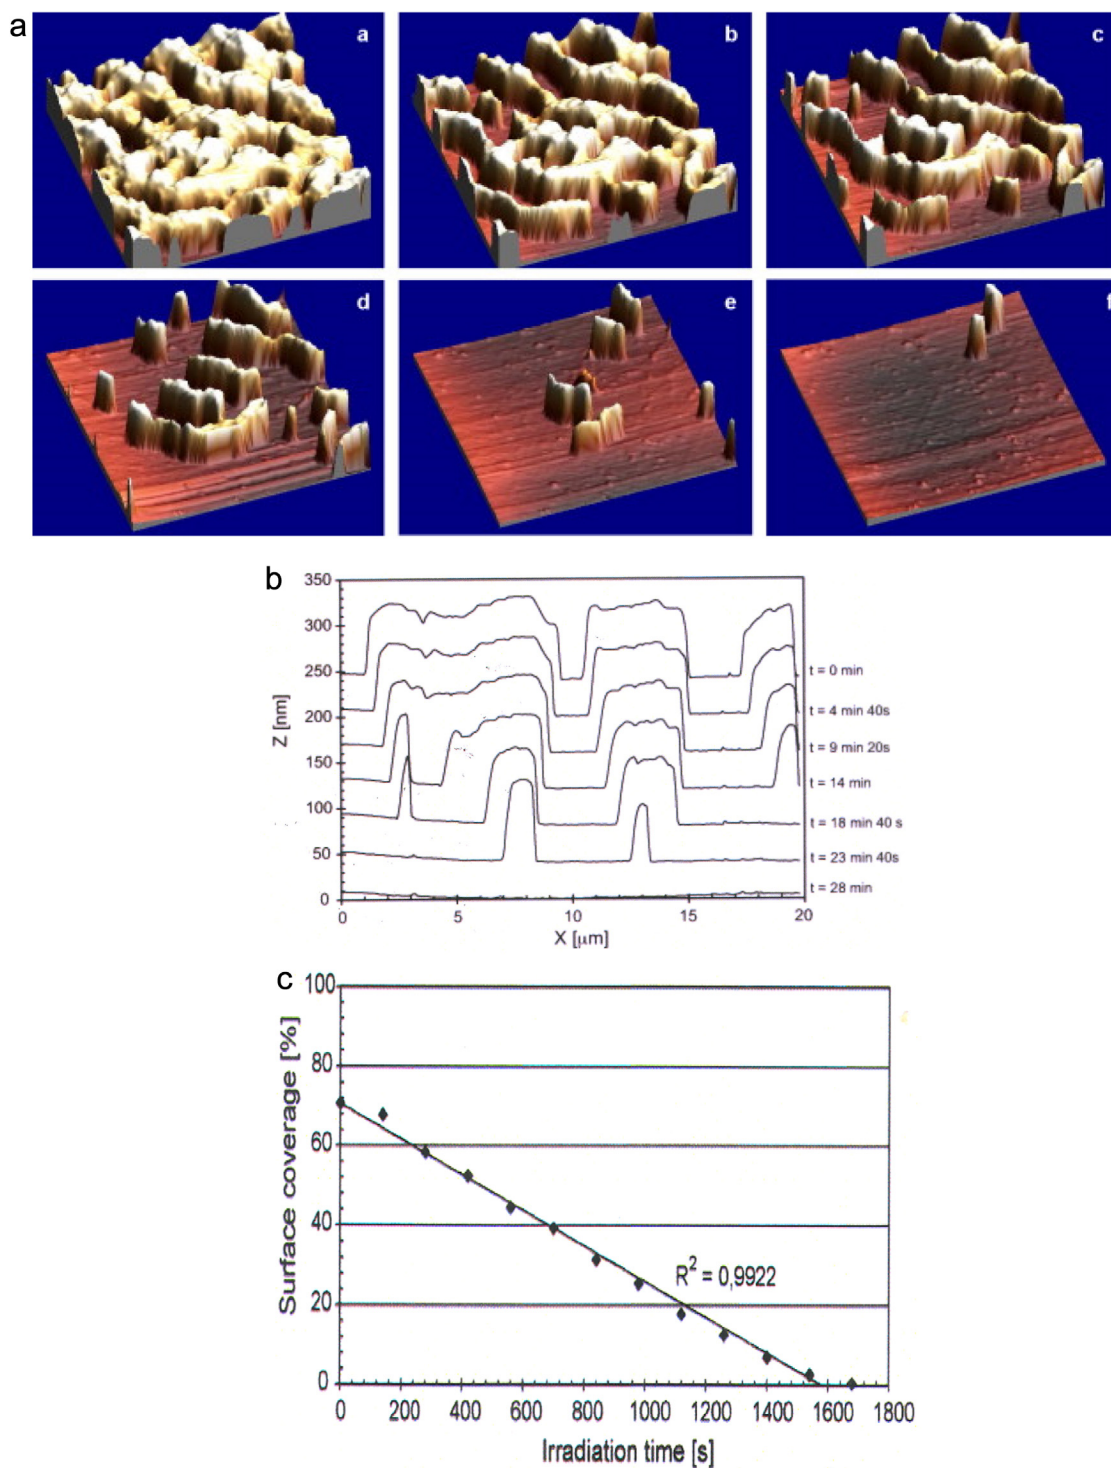 a
a
b
c
d
e
f
b
350
300
250
200
150
100
50
0
Z [nm]
t = 0 min
t = 4 min 40s
t = 9 min 20s
t = 14 min
t = 18 min 40 s
t = 23 min 40s
t = 28 min
0
5
10
15
20
X [µm]
c
100
80
60
40
20
0
Surface coverage [%]
R² = 0,9922
0
200
400
600
800
1000
1200
1400
1600
1800
Irradiation time [s]